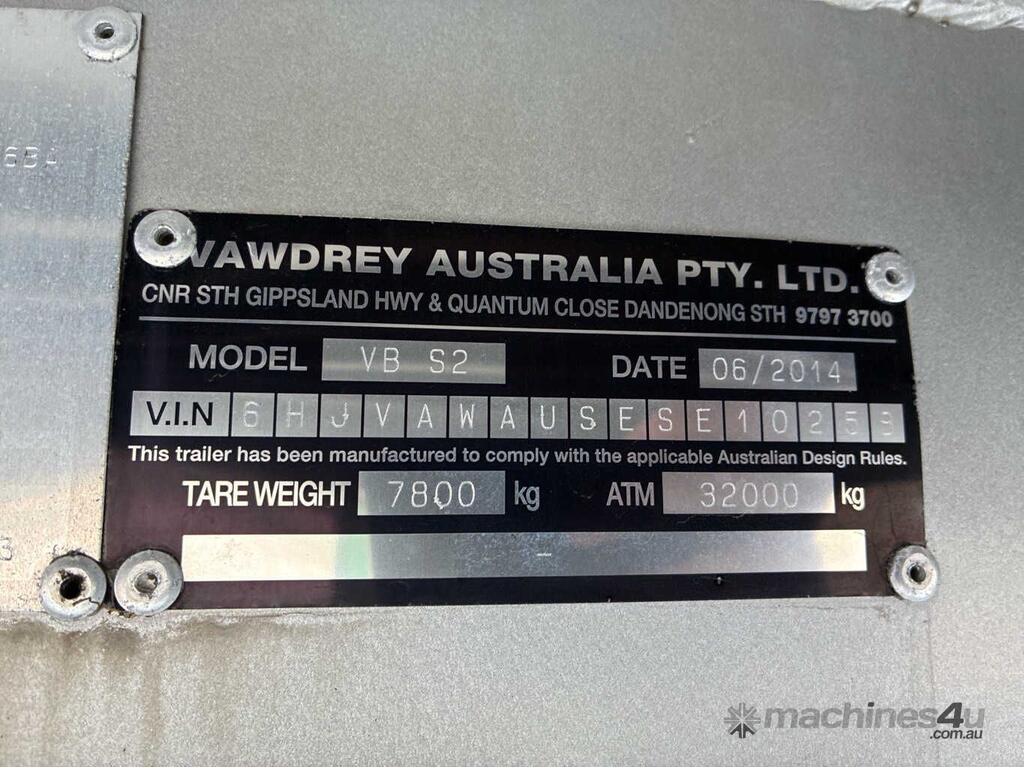 6BA
VAWDREY AUSTRALIA PTY. LTD.
CNR STH GIPPSLAND HWY & QUANTUM CLOSE DANDENONG STH 9797 3700
MODEL VB S2 DATE 06/2014
V.I.N 6HJVAWAUSESE10259
This trailer has been manufactured to comply with the applicable Australian Design Rules.
TARE WEIGHT 7800 kg ATM 32000 kg
machines4u
.com.au